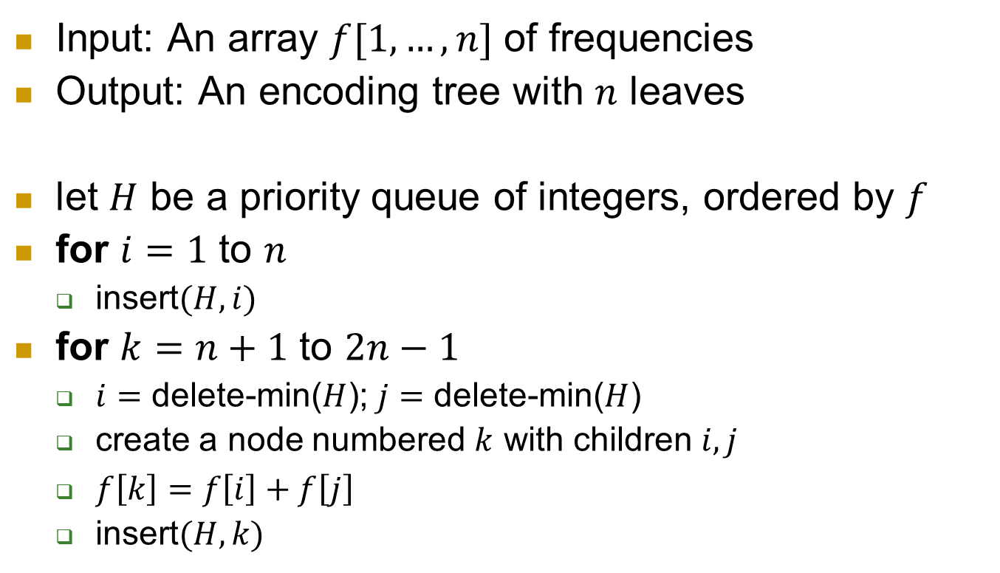 Input: An array f[1, … , n] of frequencies
Output: An encoding tree with n leaves
let H be a priority queue of integers, ordered by f
for i = 1 to n
insert(H, i)
for k = n + 1 to 2n − 1
i = delete-min(H); j = delete-min(H)
create a node numbered k with children i, j
f[k] = f[i] + f[j]
insert(H, k)